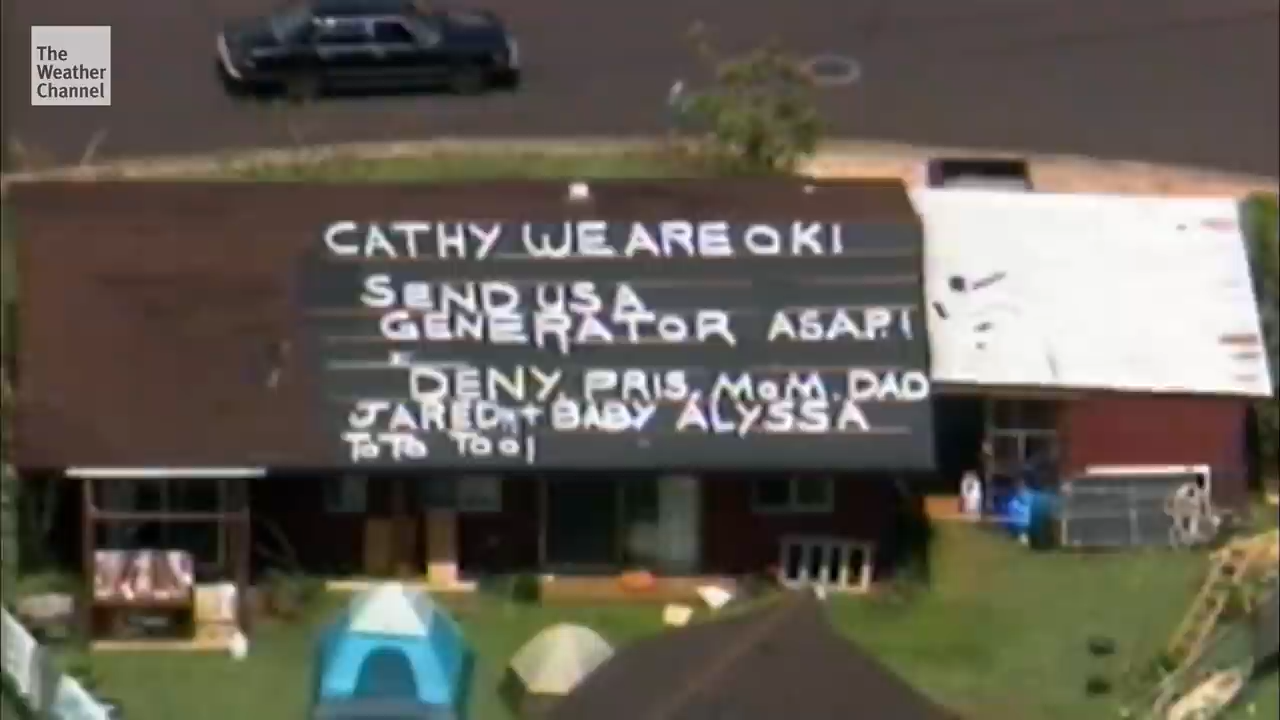 The
Weather
Channel
CATHY WE ARE OK!
SEND US A
GENERATOR ASAP!
DENY, PRIS, MOM, DAD
JARED + BABY ALYSSA
TOTO TOO!